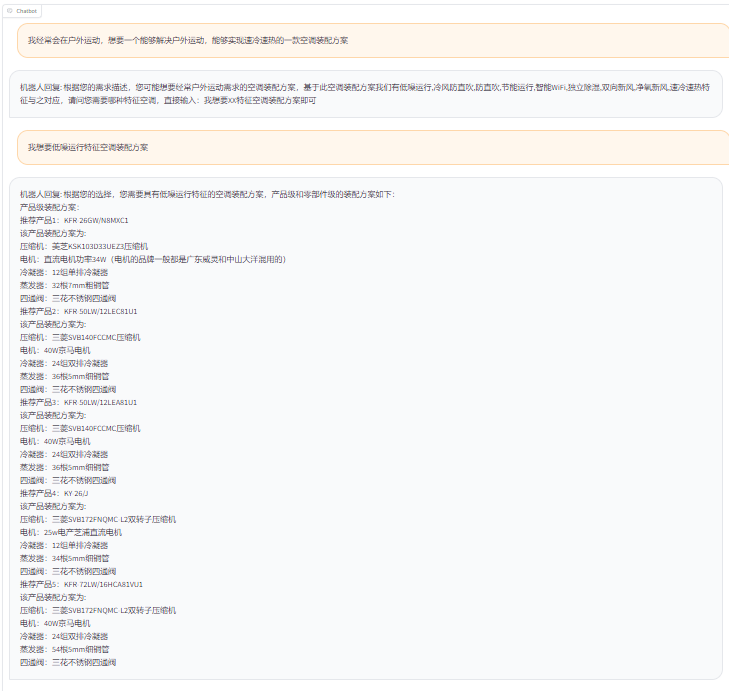 Chatbot
我经常会在户外运动，想要一个能够解决户外运动，能够实现速冷速热的一款空调装配方案
机器人回复: 根据您的需求描述，您可能想要经常户外运动需求的空调装配方案，基于此空调装配方案我们有低噪运行,冷风防直吹,防直吹,节能运行,智能WiFi,独立除湿,双向新风,净氧新风,速冷速热特
征与之对应，请问您需要哪种特征空调，直接输入：我想要XX特征空调装配方案即可
我想要低噪运行特征空调装配方案
机器人回复: 根据您的选择，您需要具有低噪运行特征的空调装配方案，产品级和零部件级的装配方案如下:
产品级装配方案:
推荐产品1：KFR 26GW/N8MXC1
该产品装配方案为:
压缩机：美芝KSK103D33UEZ3压缩机
电机：直流电机功率34W（电机的品牌一般都是广东威灵和中山大洋混用的）
冷凝器：12组单排冷凝器
蒸发器：32根7mm粗铜管
四通阀：三花不锈钢四通阀
推荐产品2：KFR 50LW/12LEC81U1
该产品装配方案为:
压缩机：三菱SVB140FCCMC压缩机
电机：40W京马电机
冷凝器：24组双排冷凝器
蒸发器：36根5mm细铜管
四通阀：三花不锈钢四通阀
推荐产品3：KFR 50LW/12LEA81U1
该产品装配方案为:
压缩机：三菱SVB140FCCMC压缩机
电机：40W京马电机
冷凝器：24组双排冷凝器
蒸发器：36根5mm细铜管
四通阀：三花不锈钢四通阀
推荐产品4：KY 26/J
该产品装配方案为:
压缩机：三菱SVB172FNQMC L2双转子压缩机
电机：25w电产芝浦直流电机
冷凝器：12组单排冷凝器
蒸发器：34根5mm细铜管
四通阀：三花不锈钢四通阀
推荐产品5：KFR 72LW/16HCA81VU1
该产品装配方案为:
压缩机：三菱SVB172FNQMC L2双转子压缩机
电机：40W京马电机
冷凝器：24组双排冷凝器
蒸发器：54根5mm细铜管
四通阀：三花不锈钢四通阀